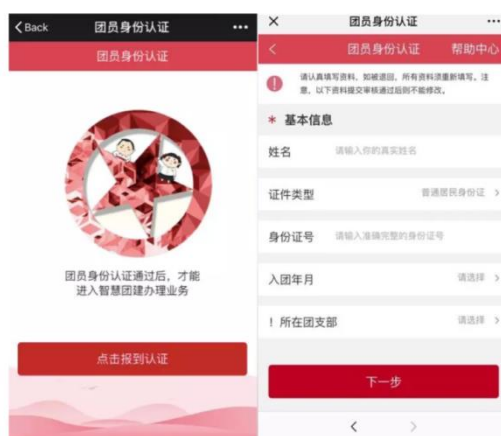 Back
团员身份认证
团员身份认证
团员身份认证通过后，才能
进入智慧团建办理业务
点击报到认证
团员身份认证
团员身份认证
帮助中心
请认真填写资料，如被退回，所有资料须重新填写。注
意，以下资料提交审核通过后则不能修改。
* 基本信息
姓名 请输入你的真实姓名
证件类型 普通居民身份证
身份证号 请输入准确完整的身份证号
入团年月 请选择
! 所在团支部 请选择
下一步